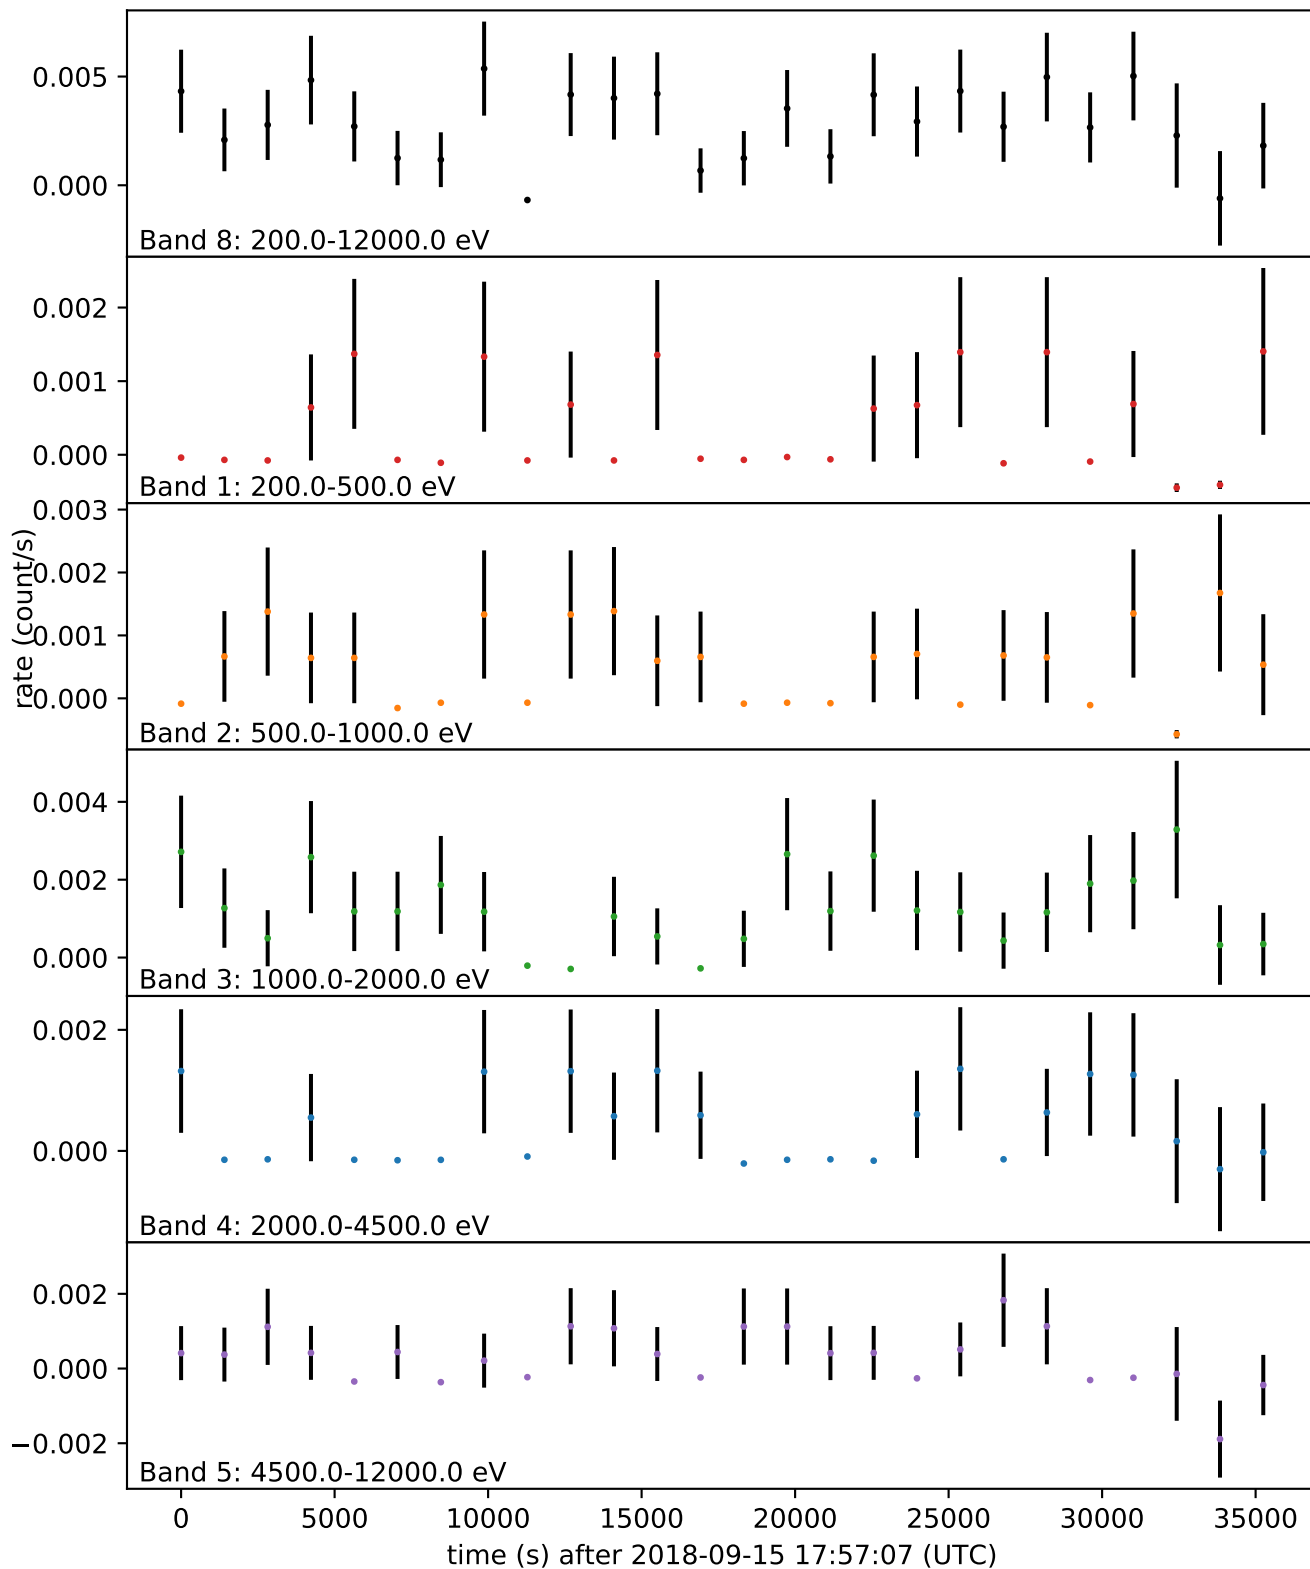 0.005
0.000
Band 8: 200.0-12000.0 eV
0.002
0.001
0.000
Band 1: 200.0-500.0 eV
rate (count/s)
0.003
0.002
0.001
0.000
Band 2: 500.0-1000.0 eV
0.004
0.002
0.000
Band 3: 1000.0-2000.0 eV
0.002
0.000
Band 4: 2000.0-4500.0 eV
0.002
0.000
−0.002
Band 5: 4500.0-12000.0 eV
0 5000 10000 15000 20000 25000 30000 35000
time (s) after 2018-09-15 17:57:07 (UTC)